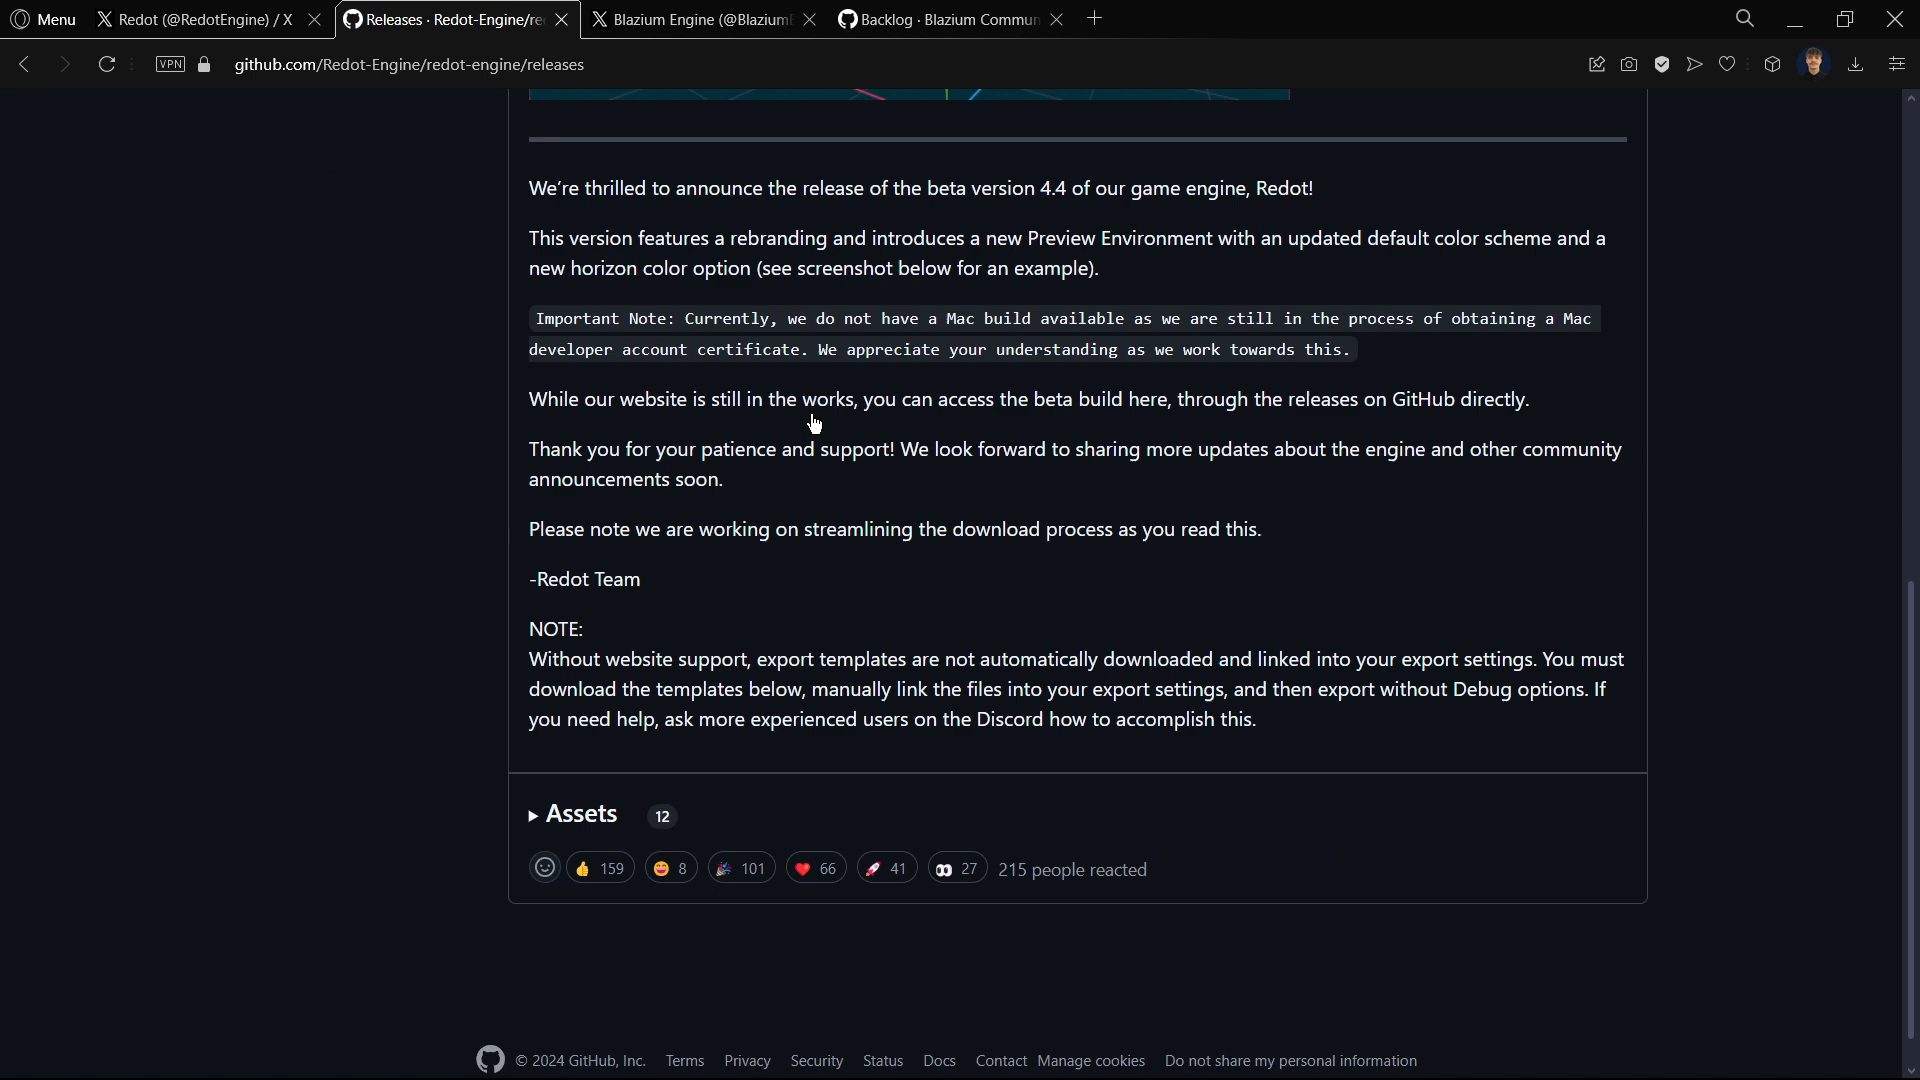 Menu
Redot (@RedotEngine) / X
Releases · Redot-Engine/re
Blazium Engine (@Blazium
Backlog · Blazium Commun
VPN
github.com/Redot-Engine/redot-engine/releases
We're thrilled to announce the release of the beta version 4.4 of our game engine, Redot!
This version features a rebranding and introduces a new Preview Environment with an updated default color scheme and a
new horizon color option (see screenshot below for an example).
Important Note: Currently, we do not have a Mac build available as we are still in the process of obtaining a Mac
developer account certificate. We appreciate your understanding as we work towards this.
While our website is still in the works, you can access the beta build here, through the releases on GitHub directly.
Thank you for your patience and support! We look forward to sharing more updates about the engine and other community
announcements soon.
Please note we are working on streamlining the download process as you read this.
-Redot Team
NOTE:
Without website support, export templates are not automatically downloaded and linked into your export settings. You must
download the templates below, manually link the files into your export settings, and then export without Debug options. If
you need help, ask more experienced users on the Discord how to accomplish this.
Assets 12
159 8 101 66 41 27 215 people reacted
© 2024 GitHub, Inc. Terms Privacy Security Status Docs Contact Manage cookies Do not share my personal information